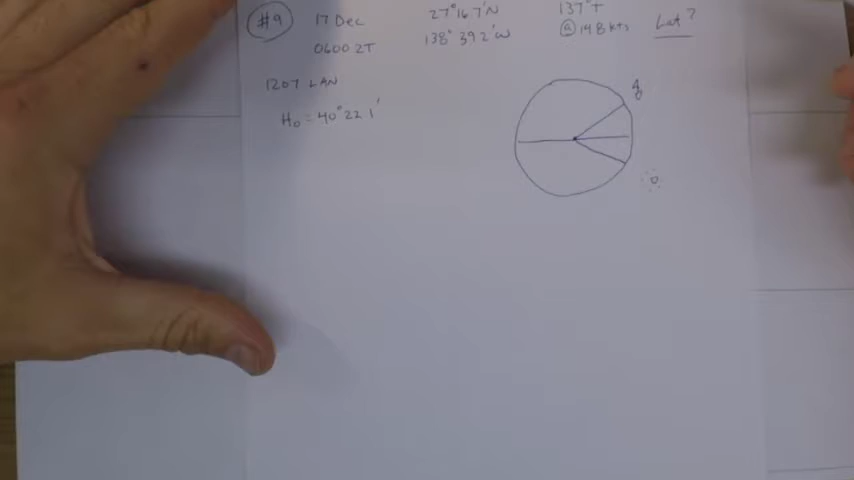 #9 17 Dec 27° 16.7' N 137° T
0600 ZT 138° 39.2' W @ 14.8 kts Lat?
1207 LAN
Ho = 40° 22.1'